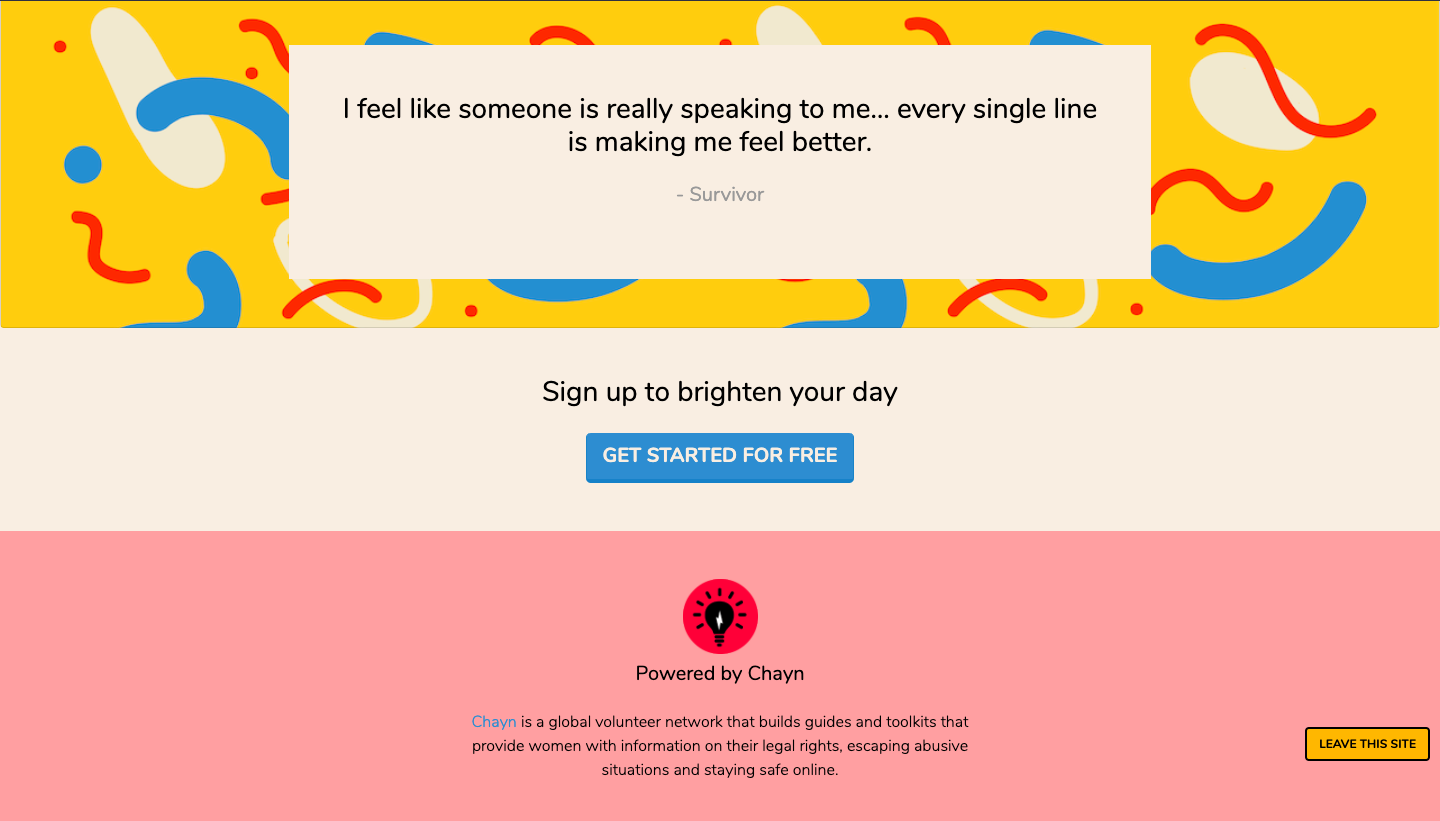 I feel like someone is really speaking to me... every single line
is making me feel better.
- Survivor
Sign up to brighten your day
GET STARTED FOR FREE
Powered by Chayn
Chayn is a global volunteer network that builds guides and toolkits that
provide women with information on their legal rights, escaping abusive
situations and staying safe online.
LEAVE THIS SITE